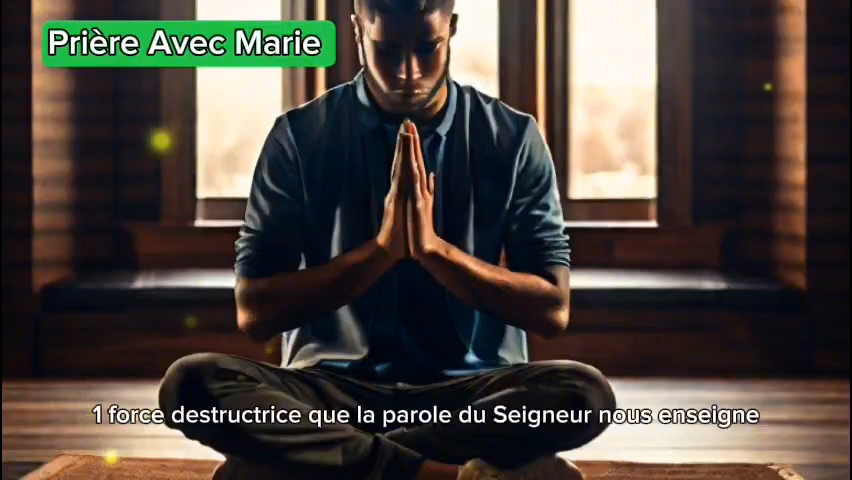 Prière Avec Marie
1 force destructrice que la parole du Seigneur nous enseigne